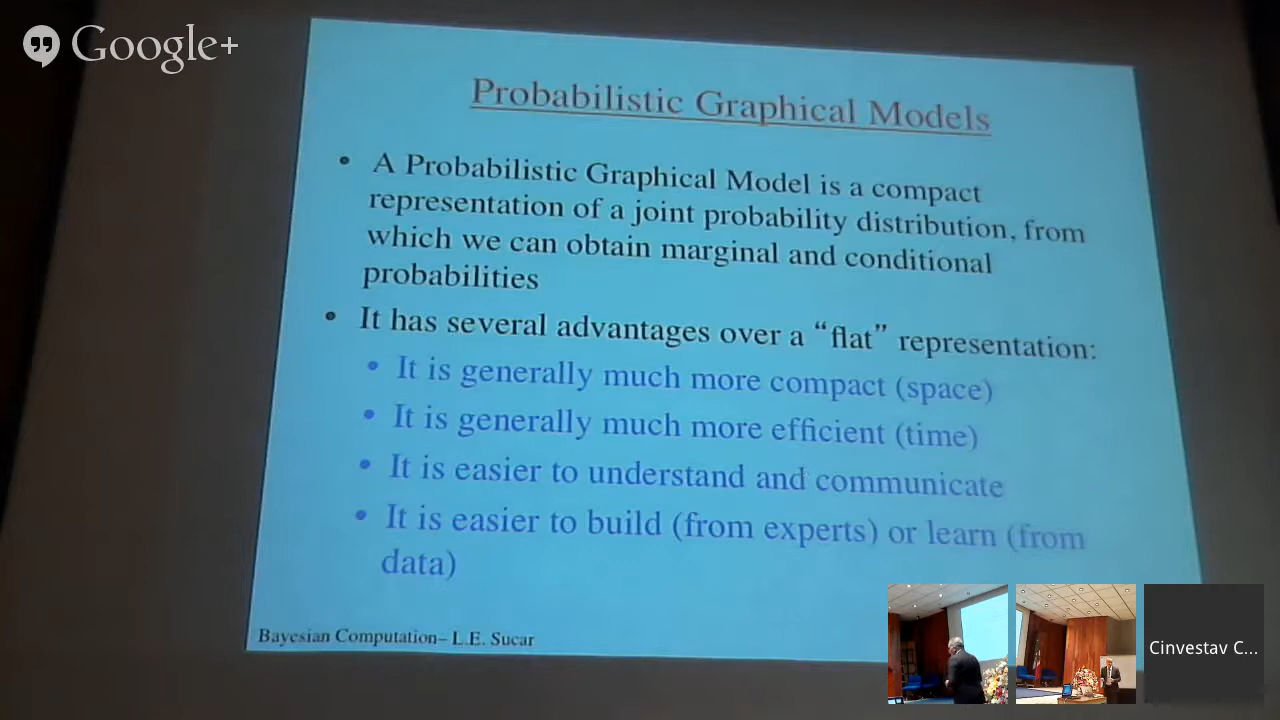 Google+
Probabilistic Graphical Models
• A Probabilistic Graphical Model is a compact
representation of a joint probability distribution, from
which we can obtain marginal and conditional
probabilities
• It has several advantages over a “flat” representation:
• It is generally much more compact (space)
• It is generally much more efficient (time)
• It is easier to understand and communicate
• It is easier to build (from experts) or learn (from
data)
Bayesian Computation– L.E. Sucar
Cinvestav C...